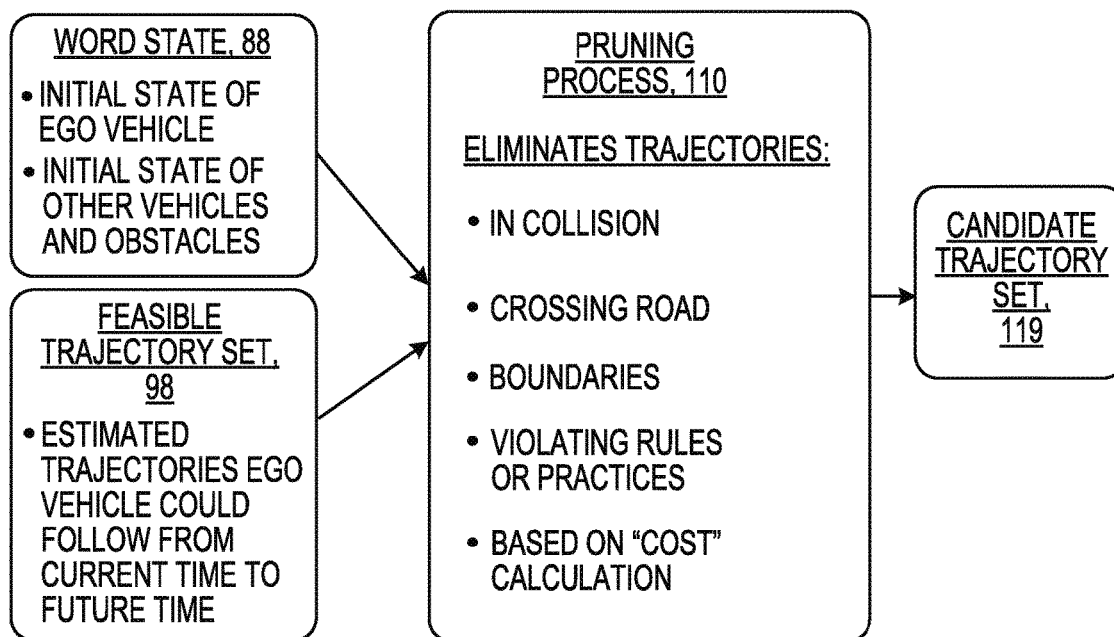 WORD STATE, 88
• INITIAL STATE OF
EGO VEHICLE
• INITIAL STATE OF
OTHER VEHICLES
AND OBSTACLES
FEASIBLE
TRAJECTORY SET,
98
• ESTIMATED
TRAJECTORIES EGO
VEHICLE COULD
FOLLOW FROM
CURRENT TIME TO
FUTURE TIME
PRUNING
PROCESS, 110
ELIMINATES TRAJECTORIES:
• IN COLLISION
• CROSSING ROAD
• BOUNDARIES
• VIOLATING RULES
OR PRACTICES
• BASED ON “COST”
CALCULATION
CANDIDATE
TRAJECTORY
SET,
119